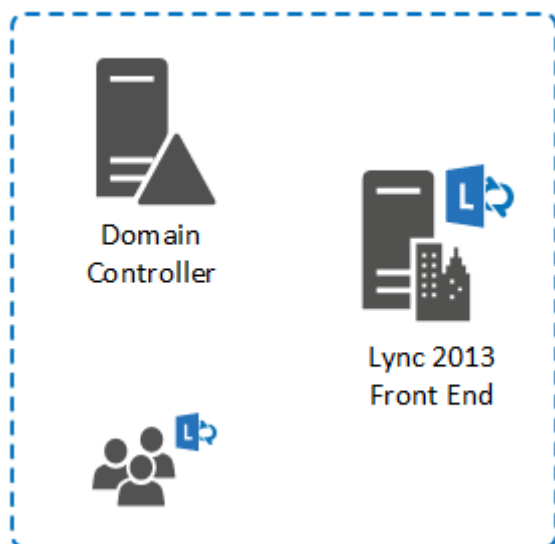 Domain
Controller
L
Lync 2013
Front End
L